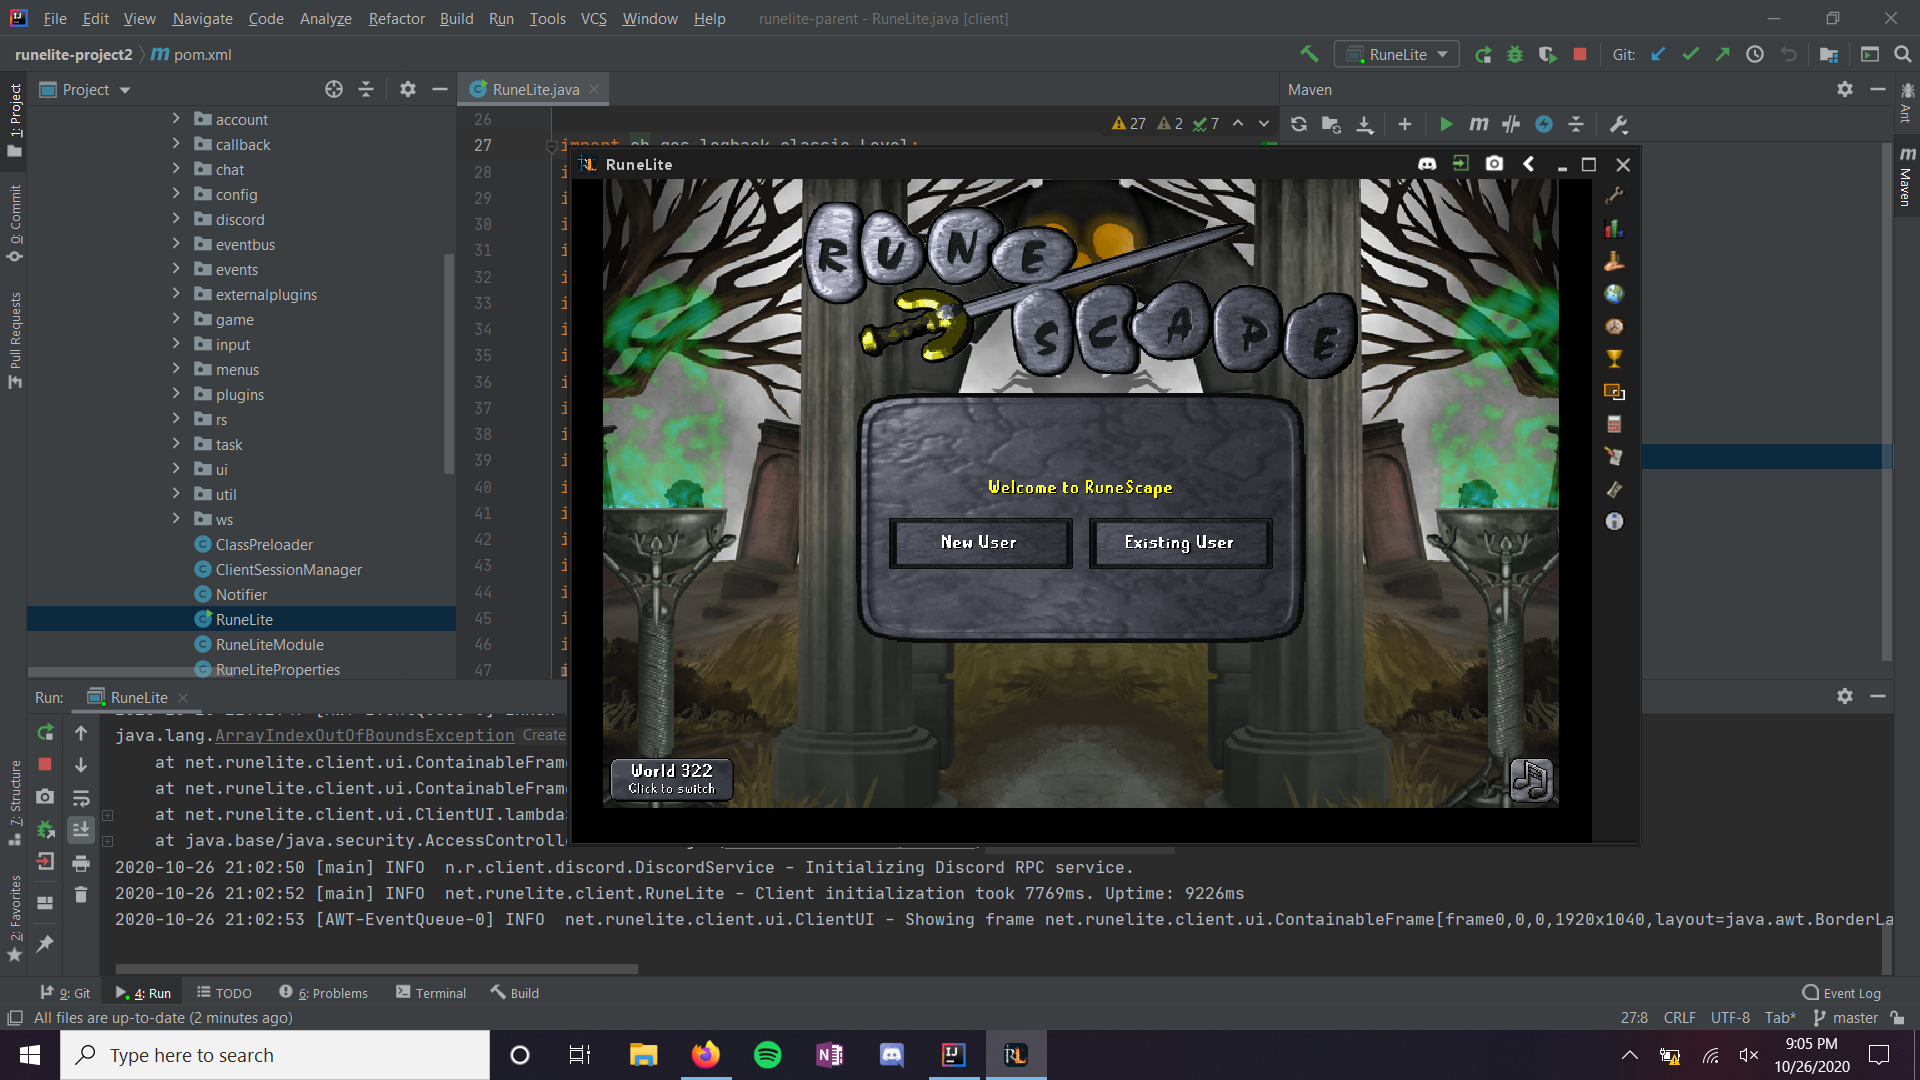 File Edit View Navigate Code Analyze Refactor Build Run Tools VCS Window Help runelite-parent - RuneLite.java [client]
runelite-project2 pom.xml RuneLite Git:
1: Project
0: Commit
Pull Requests
7: Structure
2: Favorites
Project
account
callback
chat
config
discord
eventbus
events
externalplugins
game
input
menus
plugins
rs
task
ui
util
ws
ClassPreloader
ClientSessionManager
Notifier
RuneLite
RuneLiteModule
RuneLiteProperties
RuneLite.java
27 2 7
26
27 import ch.qos.logback.classic.Level;
28
29
30
31
32
33
34
35
36
37
38
39
40
41
42
43
44
45
46
47
Maven
Ant
Maven
RuneLite
RUNE
SCAPE
Welcome to RuneScape
New User Existing User
World 322
Click to switch
Run: RuneLite
java.lang.ArrayIndexOutOfBoundsException Create
at net.runelite.client.ui.ContainableFram
at net.runelite.client.ui.ContainableFram
at net.runelite.client.ui.ClientUI.lambda
at java.base/java.security.AccessControll
2020-10-26 21:02:50 [main] INFO n.r.client.discord.DiscordService - Initializing Discord RPC service.
2020-10-26 21:02:52 [main] INFO net.runelite.client.RuneLite - Client initialization took 7769ms. Uptime: 9226ms
2020-10-26 21:02:53 [AWT-EventQueue-0] INFO net.runelite.client.ui.ClientUI - Showing frame net.runelite.client.ui.ContainableFrame[frame0,0,0,1920x1040,layout=java.awt.BorderLa
9: Git 4: Run TODO 6: Problems Terminal Build Event Log
All files are up-to-date (2 minutes ago) 27:8 CRLF UTF-8 Tab* master
Type here to search 9:05 PM
10/26/2020